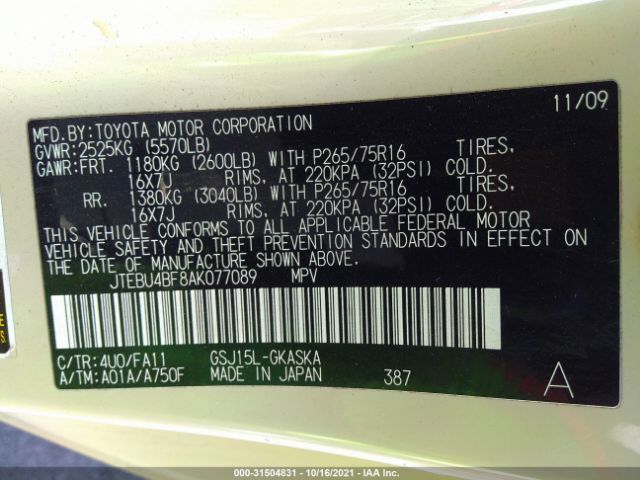 11/09
MFD.BY:TOYOTA MOTOR CORPORATION
GVWR:2525KG (5570LB)
GAWR:FRT. 1180KG (2600LB) WITH P265/75R16 TIRES,
16X7J RIMS, AT 220KPA (32PSI) COLD.
RR. 1380KG (3040LB) WITH P265/75R16 TIRES,
16X7J RIMS, AT 220KPA (32PSI) COLD.
THIS VEHICLE CONFORMS TO ALL APPLICABLE FEDERAL MOTOR
VEHICLE SAFETY AND THEFT PREVENTION STANDARDS IN EFFECT ON
THE DATE OF MANUFACTURE SHOWN ABOVE.
JTEBU4BF8AK077089 MPV
C/TR:4U0/FA11 GSJ15L-GKASKA
A/TM:A01A/A750F MADE IN JAPAN 387 A
000-31504831 - 10/16/2021 - IAA Inc.